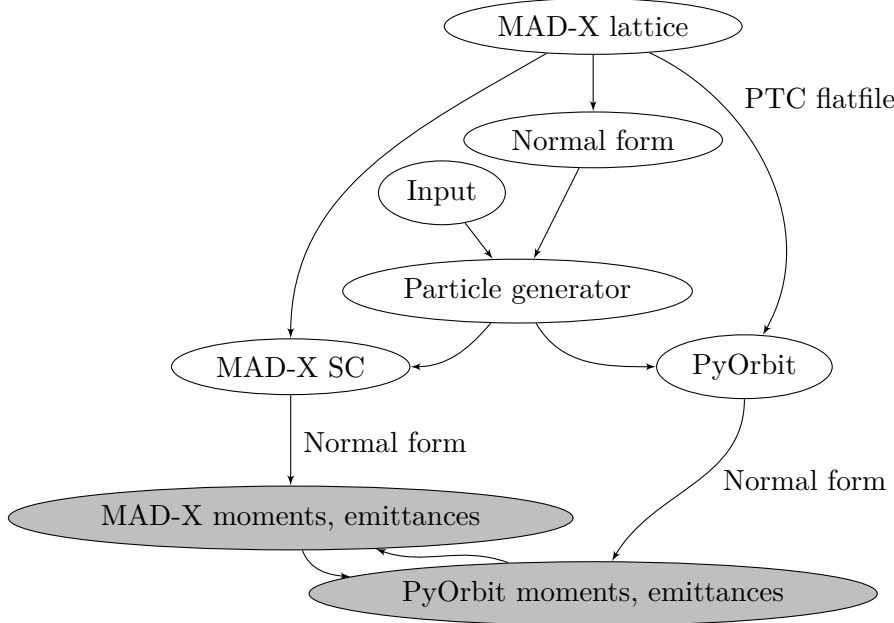 MAD-X lattice
PTC flatfile
Normal form
Input
Particle generator
MAD-X SC
PyOrbit
Normal form
Normal form
MAD-X moments, emittances
PyOrbit moments, emittances